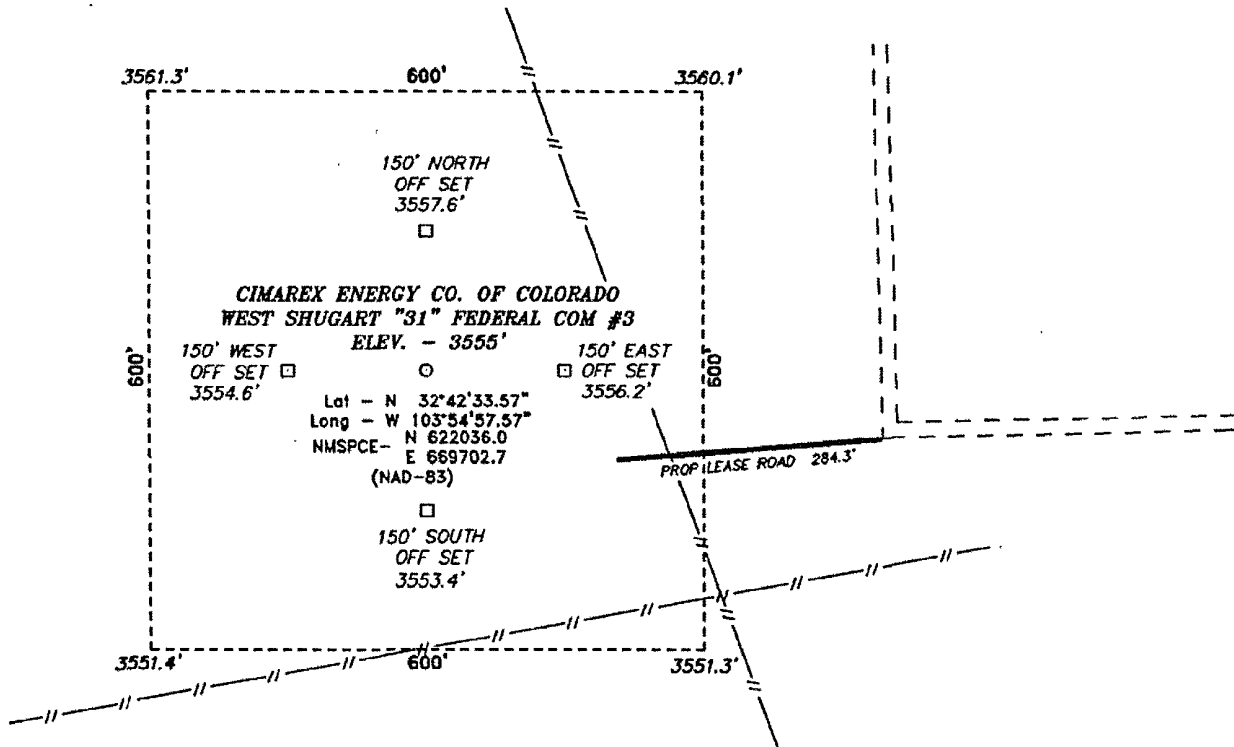 3561.3'
600'
3560.1'
150' NORTH
OFF SET
3557.6'
CIMAREX ENERGY CO. OF COLORADO
WEST SHUGART "31" FEDERAL COM #3
ELEV. - 3555'
150' WEST
OFF SET
3554.6'
600'
150' EAST
OFF SET
3556.2'
600'
Lat - N 32°42'33.57"
Long - W 103°54'57.57"
NMSPCE- N 622036.0
E 669702.7
(NAD-83)
PROP LEASE ROAD 284.3'
150' SOUTH
OFF SET
3553.4'
3551.4'
600'
3551.3'